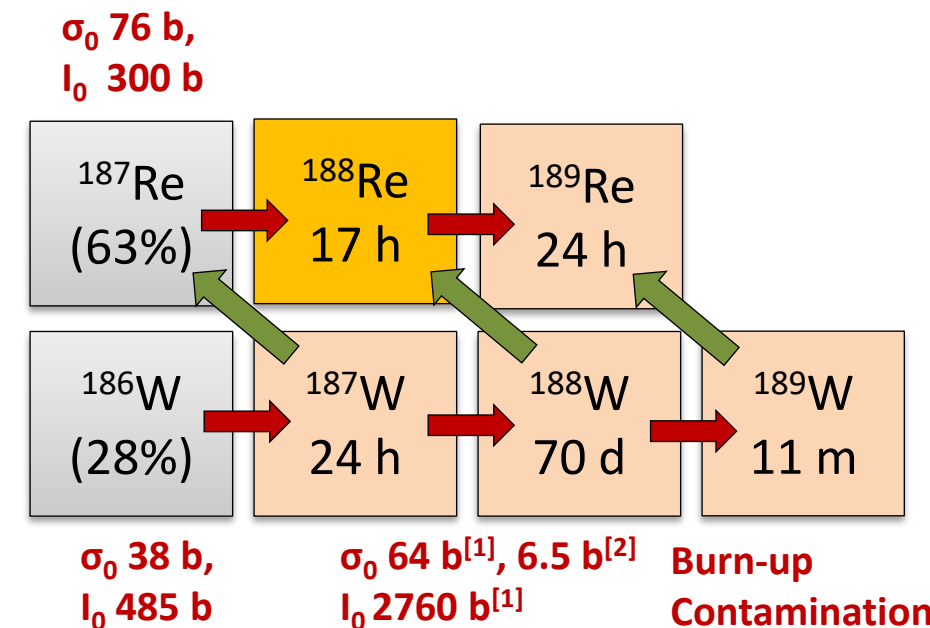 σ₀ 76 b,
I₀ 300 b
¹⁸⁷Re
(63%)
¹⁸⁸Re
17 h
¹⁸⁹Re
24 h
¹⁸⁶W
(28%)
¹⁸⁷W
24 h
¹⁸⁸W
70 d
¹⁸⁹W
11 m
σ₀ 38 b,
I₀ 485 b
σ₀ 64 b[1], 6.5 b[2]
I₀ 2760 b[1]
Burn-up
Contamination